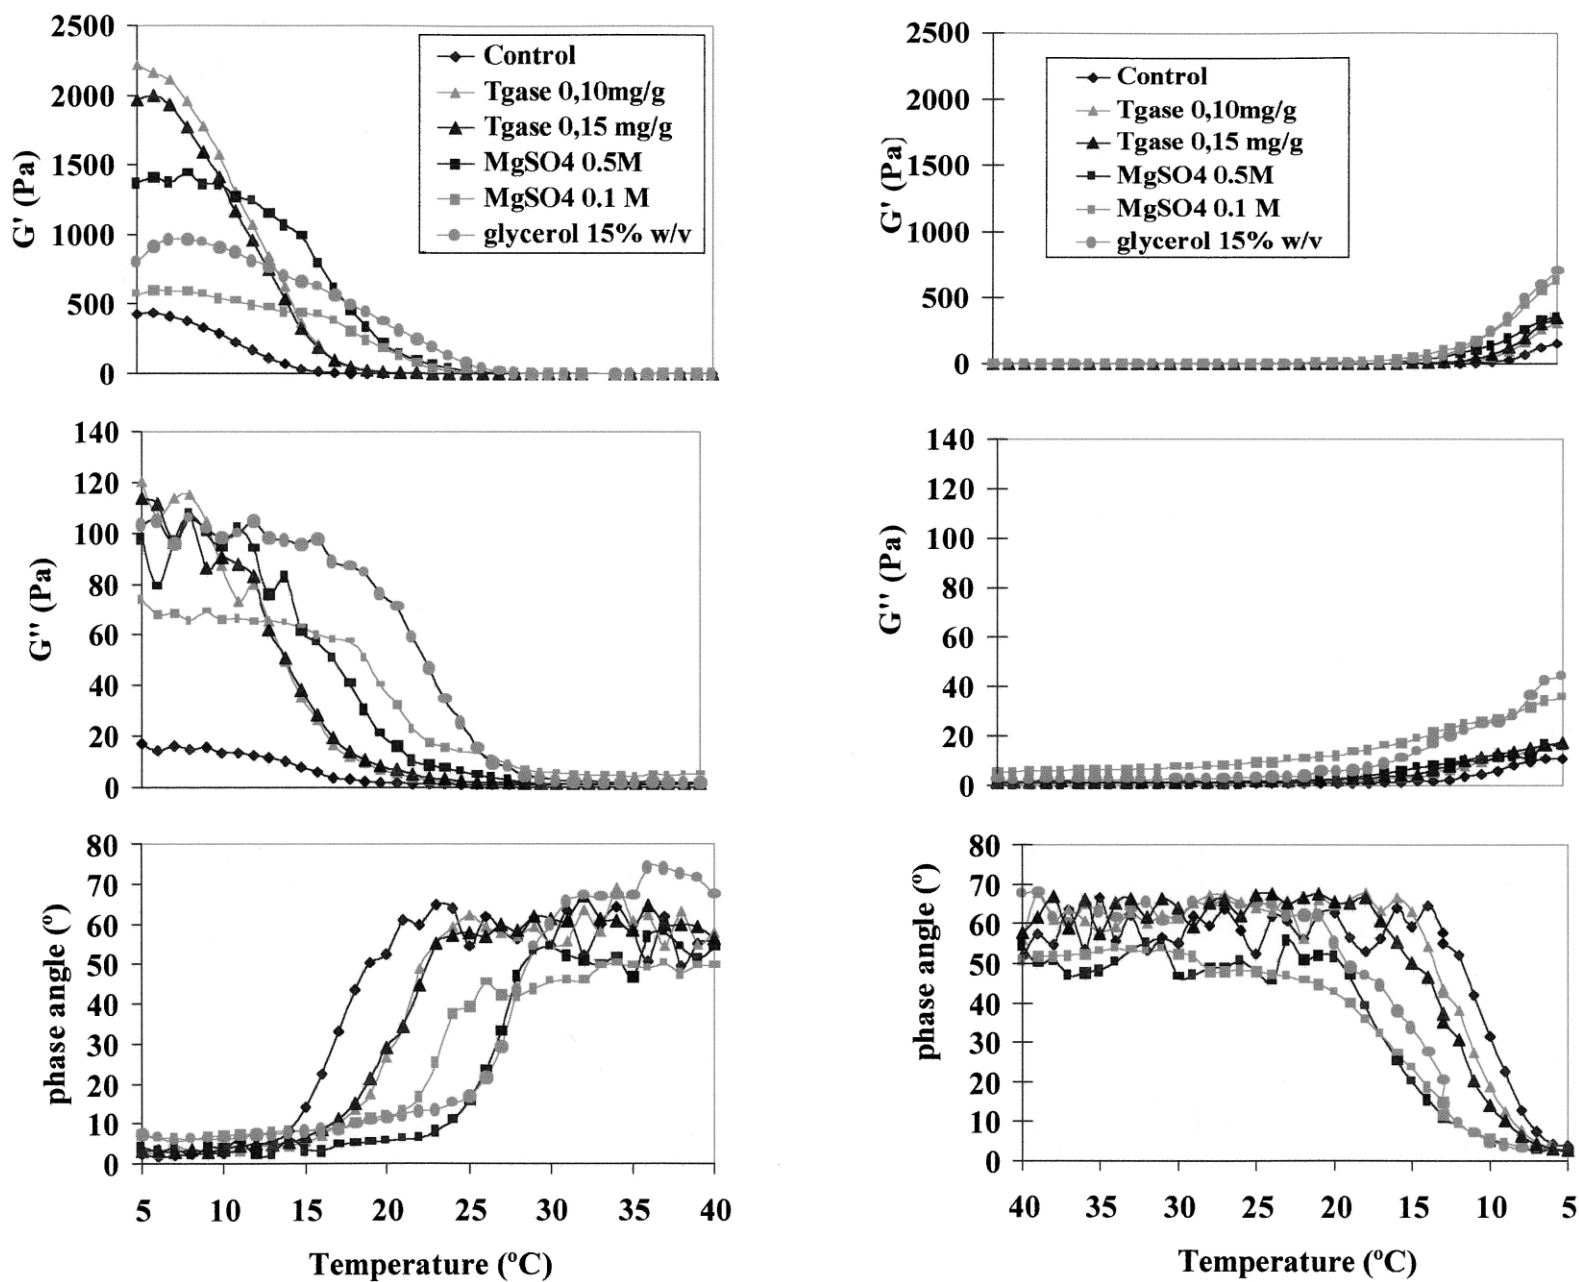 2500
2000
1500
1000
500
0
G' (Pa)
Control
Tgase 0,10mg/g
Tgase 0,15 mg/g
MgSO4 0.5M
MgSO4 0.1 M
glycerol 15% w/v
2500
2000
1500
1000
500
0
G' (Pa)
Control
Tgase 0,10mg/g
Tgase 0,15 mg/g
MgSO4 0.5M
MgSO4 0.1 M
glycerol 15% w/v
140
120
100
80
60
40
20
0
G'' (Pa)
140
120
100
80
60
40
20
0
G'' (Pa)
80
70
60
50
40
30
20
10
0
phase angle (º)
5 10 15 20 25 30 35 40
Temperature (ºC)
80
70
60
50
40
30
20
10
0
phase angle (º)
40 35 30 25 20 15 10 5
Temperature (ºC)